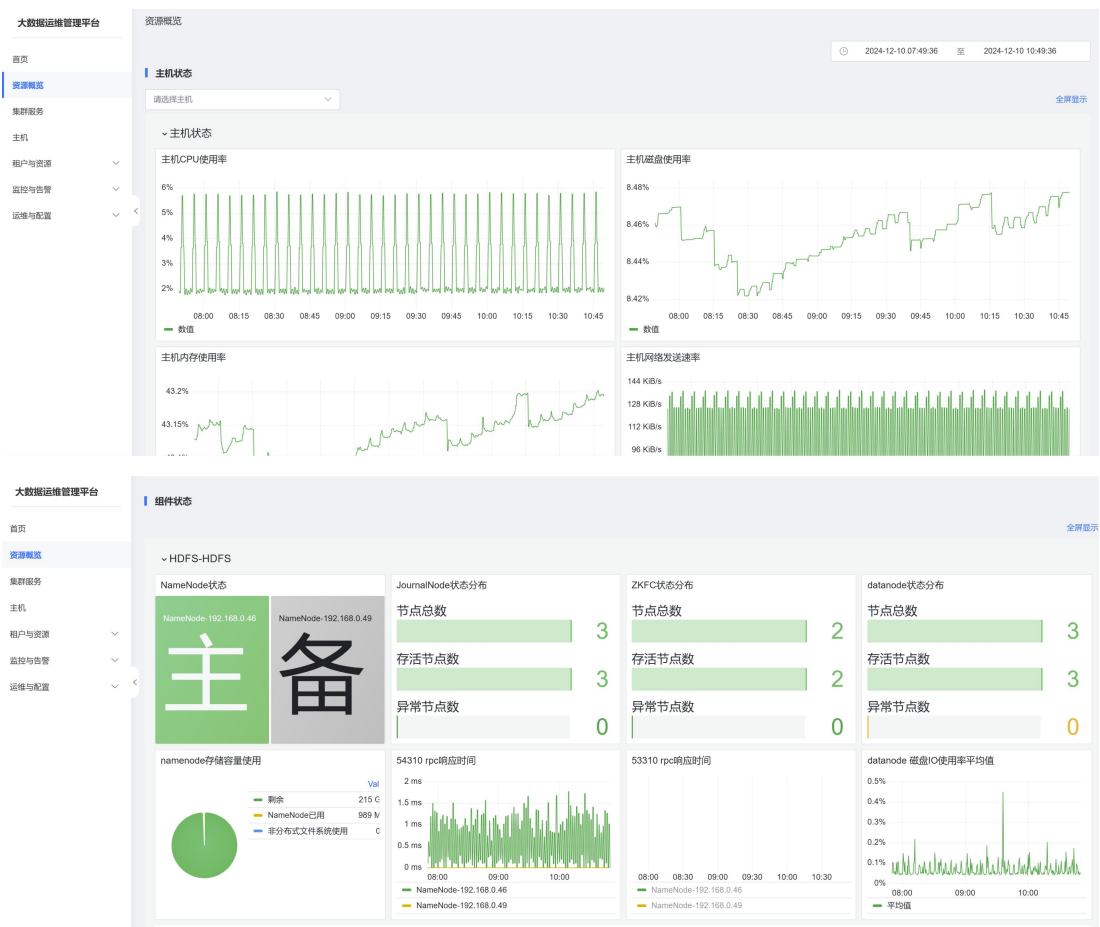 大数据运维管理平台
首页
资源概览
集群服务
主机
租户与资源
监控与告警
运维与配置
资源概览
2024-12-10 07:49:36 至 2024-12-10 10:49:36
主机状态
请选择主机
全屏显示
主机状态
主机CPU使用率
6%
5%
4%
3%
2%
08:00 08:15 08:30 08:45 09:00 09:15 09:30 09:45 10:00 10:15 10:30 10:45
数值
主机磁盘使用率
8.48%
8.46%
8.44%
8.42%
08:00 08:15 08:30 08:45 09:00 09:15 09:30 09:45 10:00 10:15 10:30 10:45
数值
主机内存使用率
43.2%
43.15%
主机网络发送速率
144 KiB/s
128 KiB/s
112 KiB/s
96 KiB/s
大数据运维管理平台
首页
资源概览
集群服务
主机
租户与资源
监控与告警
运维与配置
组件状态
全屏显示
HDFS-HDFS
NameNode状态
NameNode-192.168.0.46
主
NameNode-192.168.0.49
备
JournalNode状态分布
节点总数
3
存活节点数
3
异常节点数
0
ZKFC状态分布
节点总数
2
存活节点数
2
异常节点数
0
datanode状态分布
节点总数
3
存活节点数
3
异常节点数
0
namenode存储容量使用
Val
剩余 215 G
NameNode已用 989 M
非分布式文件系统使用 0
54310 rpc响应时间
2 ms
1.5 ms
1 ms
0.5 ms
0 ms
08:00 09:00 10:00
NameNode-192.168.0.46
NameNode-192.168.0.49
53310 rpc响应时间
08:00 08:30 09:00 09:30 10:00 10:30
NameNode-192.168.0.46
NameNode-192.168.0.49
datanode 磁盘IO使用率平均值
0.5%
0.4%
0.3%
0.2%
0.1%
0%
08:00 09:00 10:00
平均值